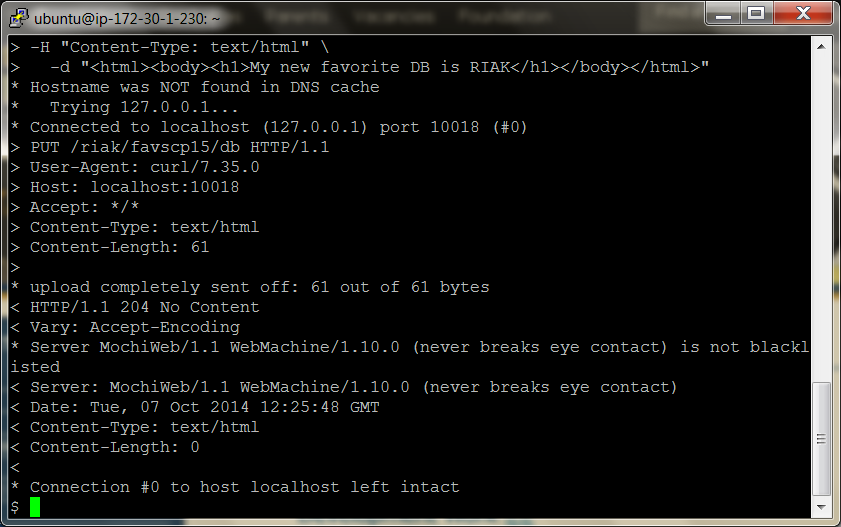 ubuntu@ip-172-30-1-230: ~
Parents Vacancies Foundation
> -H "Content-Type: text/html" \
>   -d "<html><body><h1>My new favorite DB is RIAK</h1></body></html>"
* Hostname was NOT found in DNS cache
*   Trying 127.0.0.1...
* Connected to localhost (127.0.0.1) port 10018 (#0)
> PUT /riak/favscp15/db HTTP/1.1
> User-Agent: curl/7.35.0
> Host: localhost:10018
> Accept: */*
> Content-Type: text/html
> Content-Length: 61
>
* upload completely sent off: 61 out of 61 bytes
< HTTP/1.1 204 No Content
< Vary: Accept-Encoding
* Server MochiWeb/1.1 WebMachine/1.10.0 (never breaks eye contact) is not blackl
isted
< Server: MochiWeb/1.1 WebMachine/1.10.0 (never breaks eye contact)
< Date: Tue, 07 Oct 2014 12:25:48 GMT
< Content-Type: text/html
< Content-Length: 0
<
* Connection #0 to host localhost left intact
$